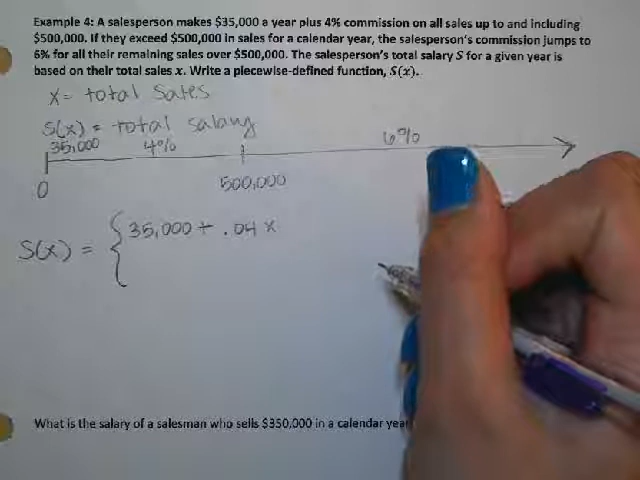 Example 4: A salesperson makes $35,000 a year plus 4% commission on all sales up to and including
$500,000. If they exceed $500,000 in sales for a calendar year, the salesperson's commission jumps to
6% for all their remaining sales over $500,000. The salesperson's total salary S for a given year is
based on their total sales x. Write a piecewise-defined function, S(x).
x = total sales
S(x) = total salary
35,000 4% 6%
0 500,000
S(x) = { 35,000 + .04 x
What is the salary of a salesman who sells $350,000 in a calendar year